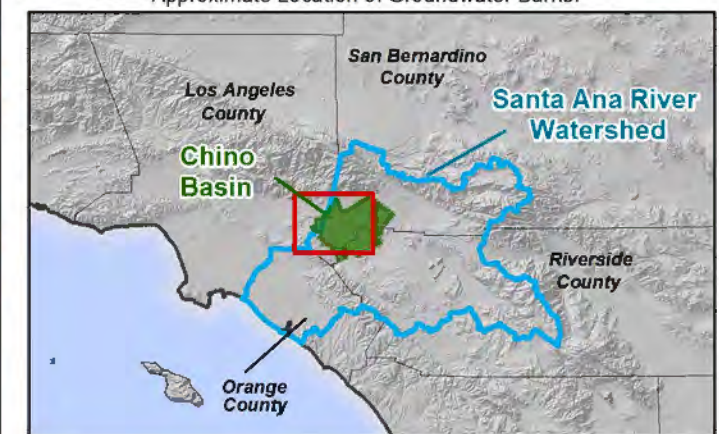 Approximate Location of Groundwater Barrier
San Bernardino
County
Los Angeles
County
Santa Ana River
Watershed
Chino
Basin
Riverside
County
Orange
County